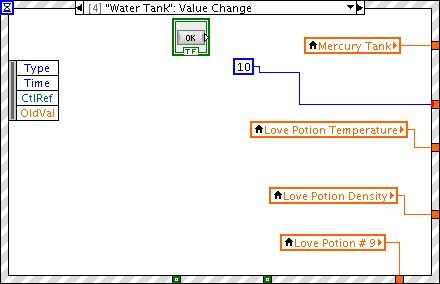 [4] "Water Tank": Value Change
OK
TF
Mercury Tank
10
Type
Time
CtlRef
OldVal
Love Potion Temperature
Love Potion Density
Love Potion # 9